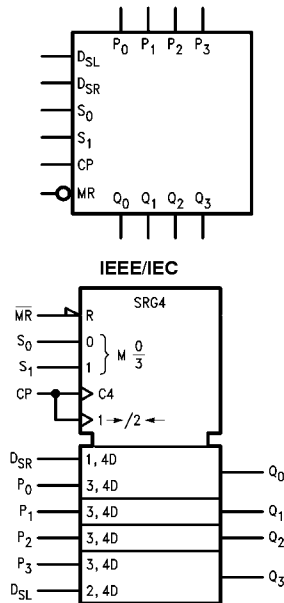 P0 P1 P2 P3
DSL
DSR
S0
S1
CP
MR
Q0 Q1 Q2 Q3
IEEE/IEC
SRG4
MR R
S0 0
M 0/3
S1 1
CP C4
1 → /2 ←
DSR 1, 4D
Q0
P0 3, 4D
P1 3, 4D Q1
P2 3, 4D Q2
P3 3, 4D
Q3
DSL 2, 4D